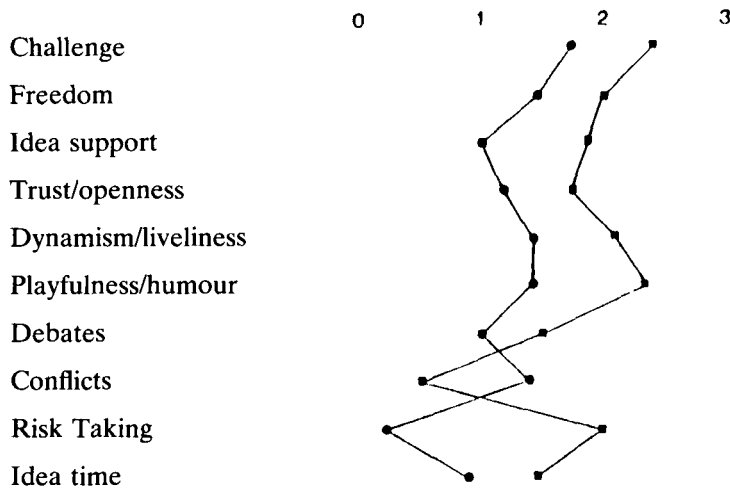 0 1 2 3
Challenge
Freedom
Idea support
Trust/openness
Dynamism/liveliness
Playfulness/humour
Debates
Conflicts
Risk Taking
Idea time